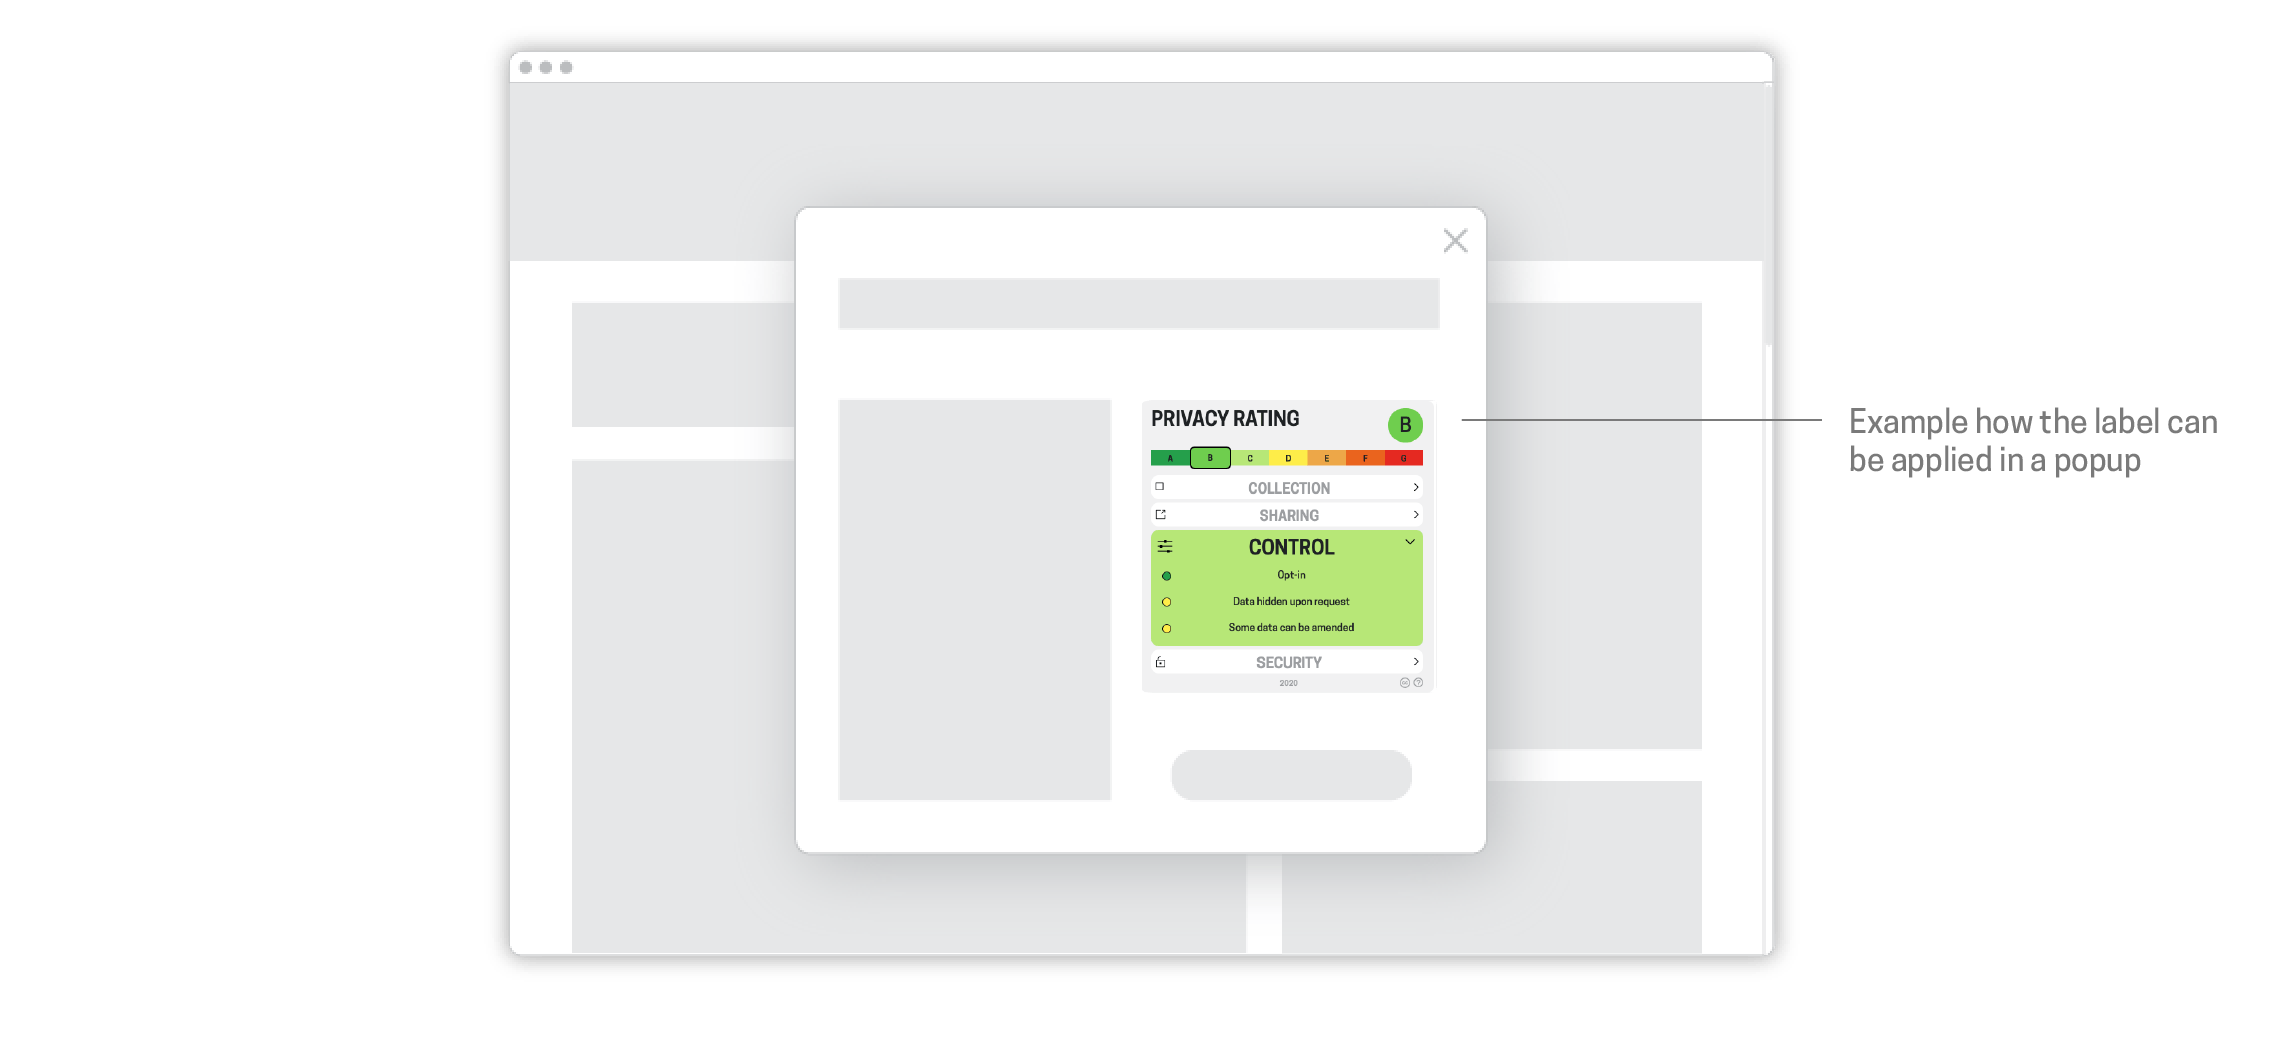 PRIVACY RATING
B
A B C D E F G
COLLECTION
SHARING
CONTROL
Opt-in
Data hidden upon request
Some data can be amended
SECURITY
2020
cc ?
Example how the label can
be applied in a popup